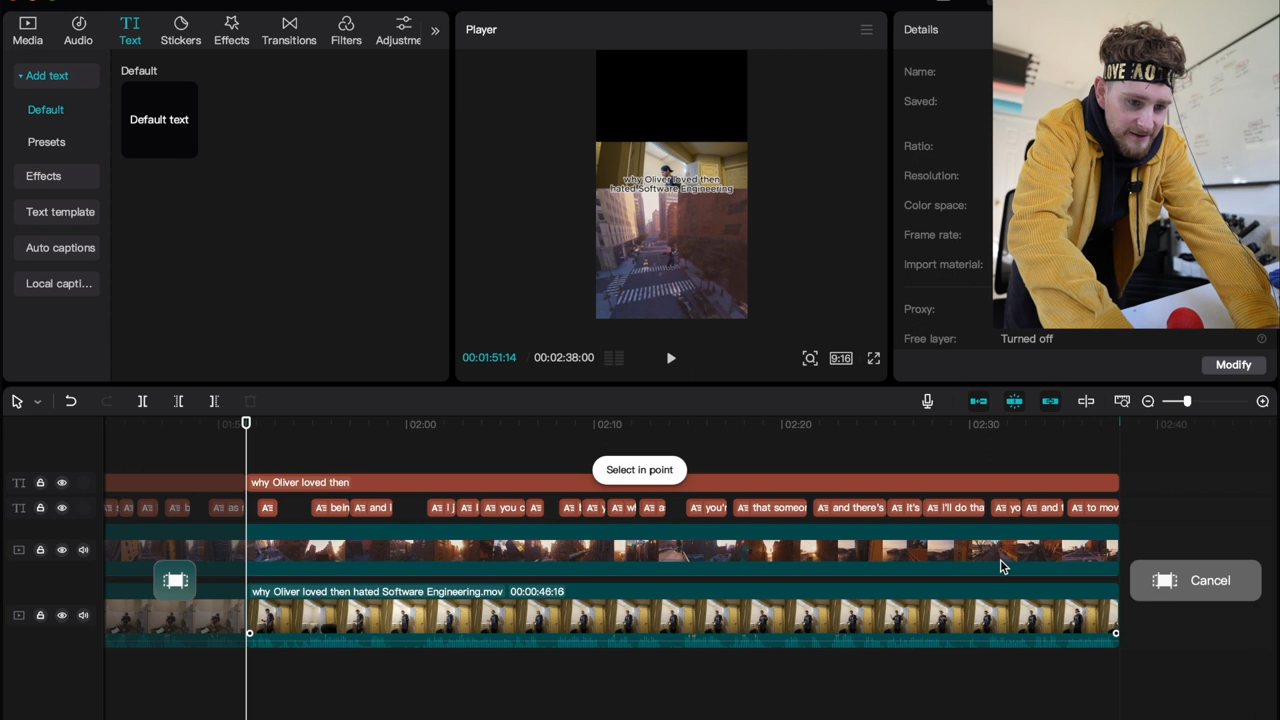 Media Audio Text Stickers Effects Transitions Filters Adjustme
Add text
Default
Presets
Effects
Text template
Auto captions
Local capti...
Default
Default text
Player
why Oliver loved then
hated Software Engineering
00:01:51:14 00:02:38:00
9:16
Details
Name:
Saved:
Ratio:
Resolution:
Color space:
Frame rate:
Import material:
Proxy:
Free layer: Turned off
Modify
02:00 02:10 02:20 02:30 02:40
Select in point
why Oliver loved then
bein and I I j you c you' that someo and there's it's I'll do tha yo and t to mov
why Oliver loved then hated Software Engineering.mov 00:00:46:16
Cancel